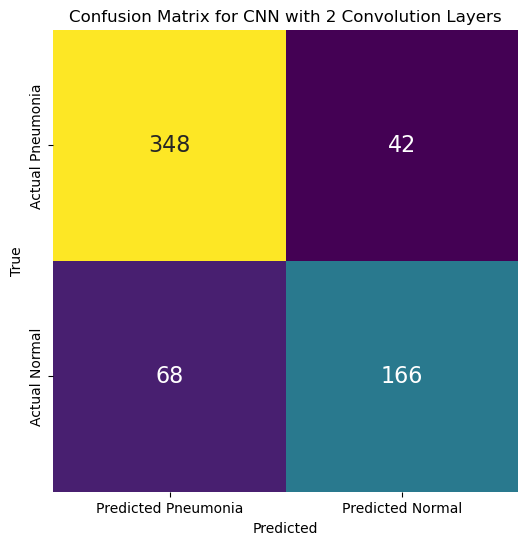 Confusion Matrix for CNN with 2 Convolution Layers
Actual Pneumonia
348
42
True
Actual Normal
68
166
Predicted Pneumonia
Predicted Normal
Predicted